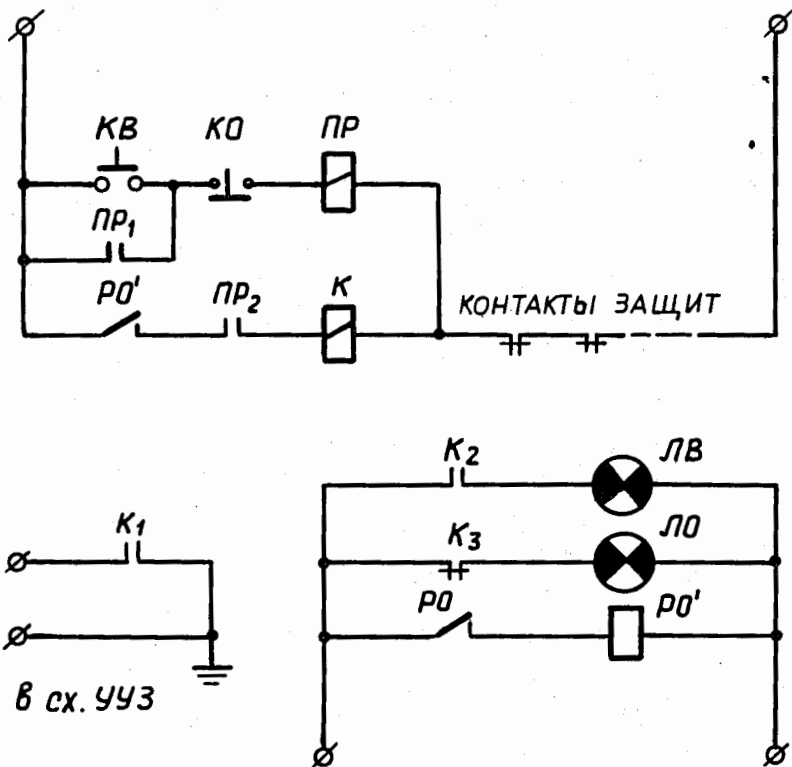 КВ КО ПР
ПР₁
РО' ПР₂ К КОНТАКТЫ ЗАЩИТ
К₂ ЛВ
К₁ К₃ ЛО
РО РО'
в сх. УУЗ